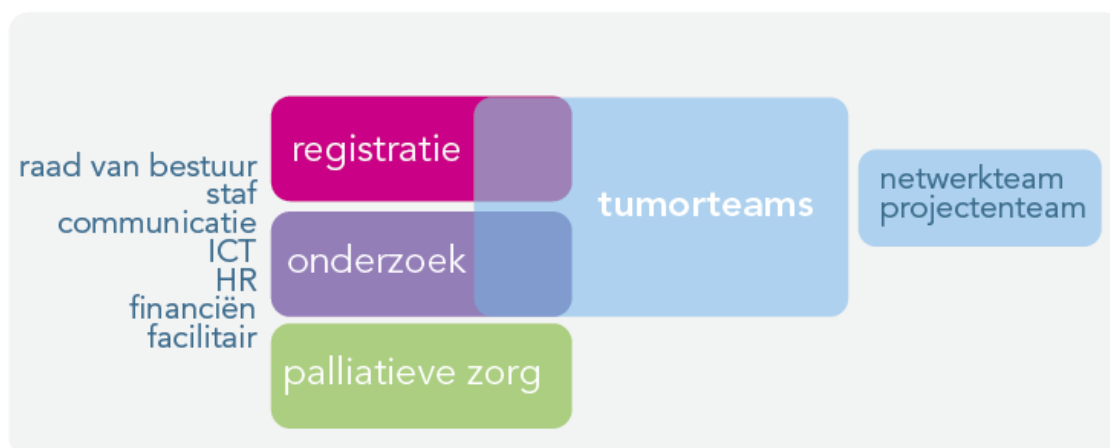 raad van bestuur
staf
communicatie
ICT
HR
financiën
facilitair
registratie
onderzoek
palliatieve zorg
tumorteams
netwerkteam
projectenteam